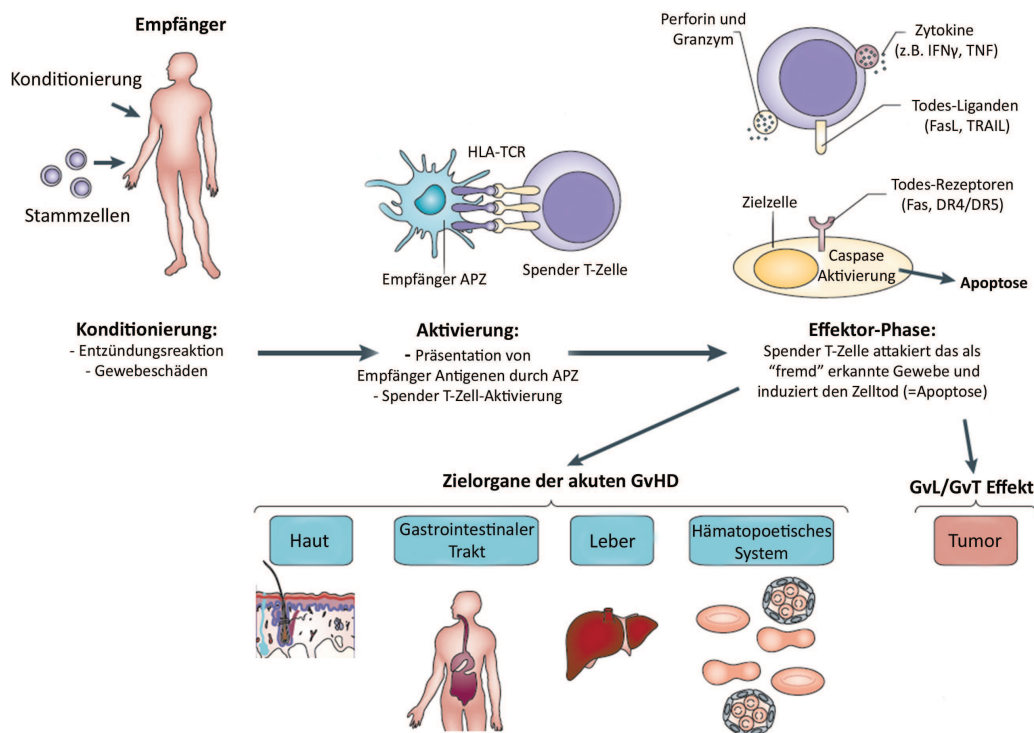 Empfänger
Konditionierung
Stammzellen
HLA-TCR
Empfänger APZ
Spender T-Zelle
Perforin und
Granzym
Zytokine
(z.B. IFNγ, TNF)
Todes-Liganden
(FasL, TRAIL)
Todes-Rezeptoren
(Fas, DR4/DR5)
Zielzelle
Caspase
Aktivierung
Apoptose
Konditionierung:
- Entzündungsreaktion
- Gewebeschäden
Aktivierung:
- Präsentation von
Empfänger Antigenen durch APZ
- Spender T-Zell-Aktivierung
Effektor-Phase:
Spender T-Zelle attakiert das als
“fremd” erkannte Gewebe und
induziert den Zelltod (=Apoptose)
Zielorgane der akuten GvHD
GvL/GvT Effekt
Haut
Gastrointestinaler
Trakt
Leber
Hämatopoetisches
System
Tumor